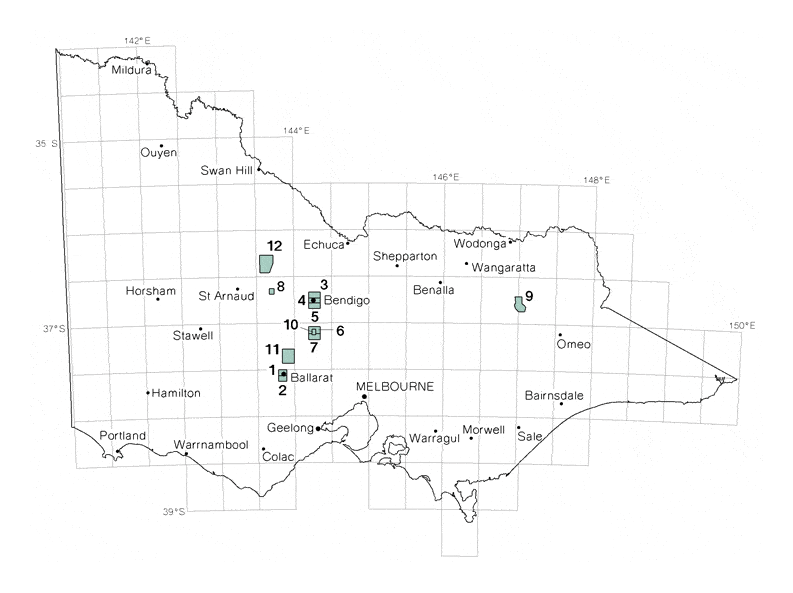 142°E
Mildura
144°E
35 S
Ouyen
Swan Hill
146°E
148°E
Echuca
Wodonga
12
Shepparton
Wangaratta
Horsham
St Arnaud
8
3
4
Bendigo
Benalla
9
5
10
6
37°S
Stawell
150°E
7
Omeo
11
1
Ballarat
2
MELBOURNE
Hamilton
Bairnsdale
Geelong
Portland
Warrnambool
Colac
Warragul
Morwell
Sale
39°S